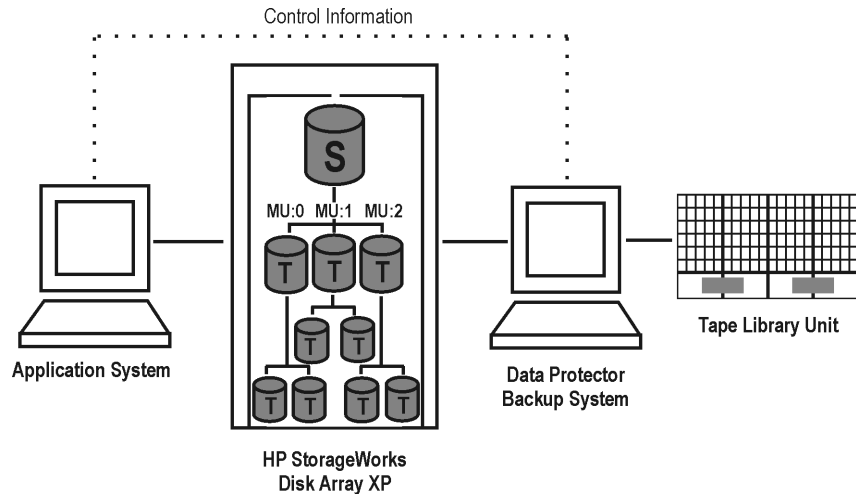 Control Information
S
MU:0 MU:1 MU:2
T T T
T T
T T T T
Application System
Data Protector
Backup System
Tape Library Unit
HP StorageWorks
Disk Array XP